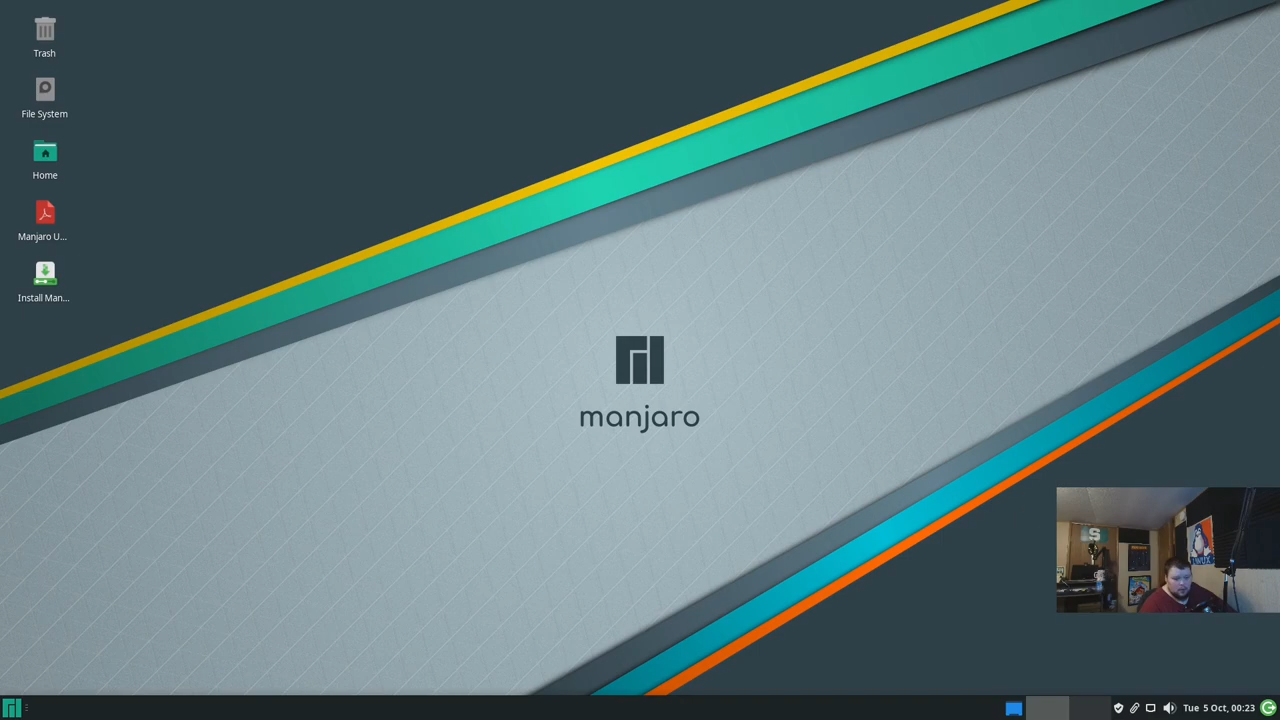 Trash
File System
Home
Manjaro U...
Install Man...
manjaro
Tue 5 Oct, 00:23